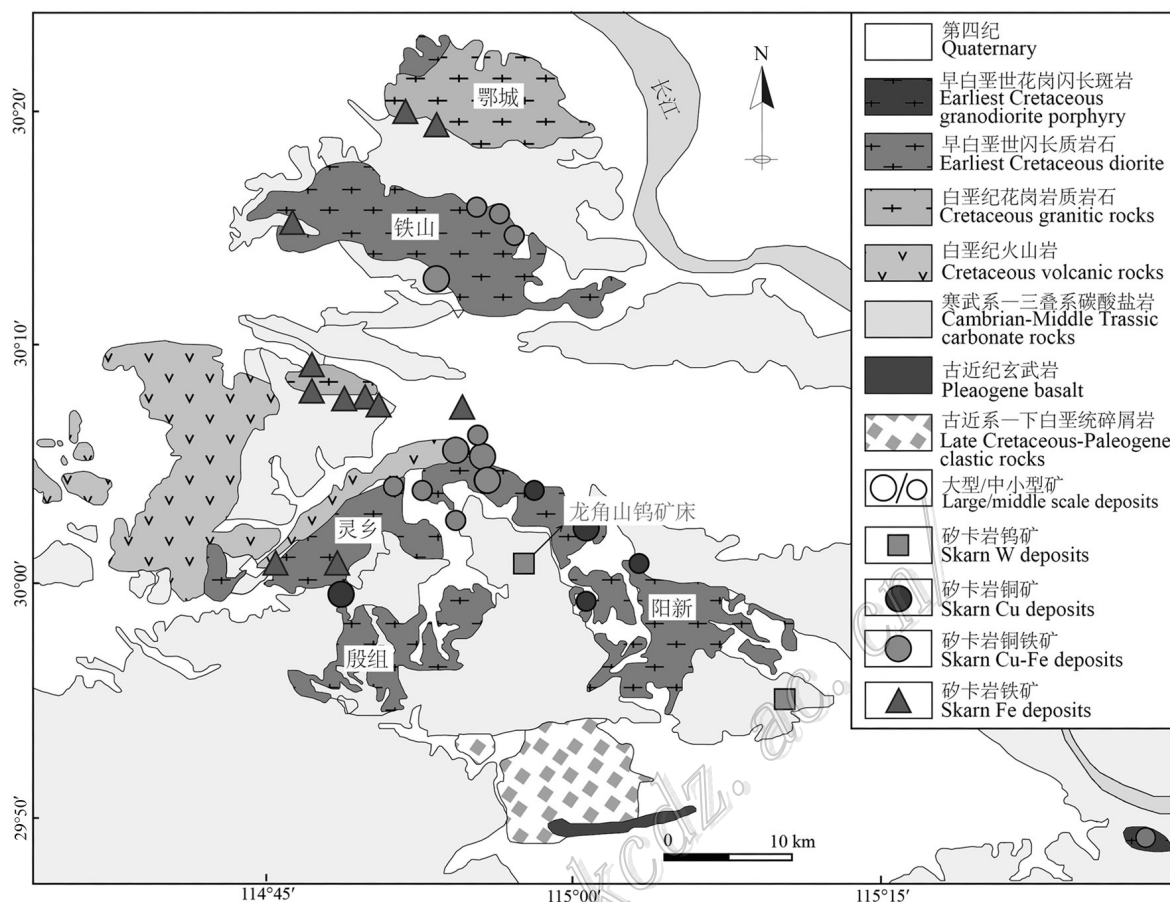 30°20′
30°10′
30°00′
29°50′
114°45′
115°00′
115°15′
鄂城
铁山
长江
N
灵乡
龙角山钨矿床
殷组
阳新
0 10 km
kcdz. ac. cn/
第四纪
Quaternary
早白垩世花岗闪长斑岩
Earliest Cretaceous
granodiorite porphyry
早白垩世闪长质岩石
Earliest Cretaceous diorite
白垩纪花岗岩质岩石
Cretaceous granitic rocks
白垩纪火山岩
Cretaceous volcanic rocks
寒武系—三叠系碳酸盐岩
Cambrian-Middle Trassic
carbonate rocks
古近纪玄武岩
Pleaogene basalt
古近系—下白垩统碎屑岩
Late Cretaceous-Paleogene
clastic rocks
大型/中小型矿
Large/middle scale deposits
矽卡岩钨矿
Skarn W deposits
矽卡岩铜矿
Skarn Cu deposits
矽卡岩铜铁矿
Skarn Cu-Fe deposits
矽卡岩铁矿
Skarn Fe deposits